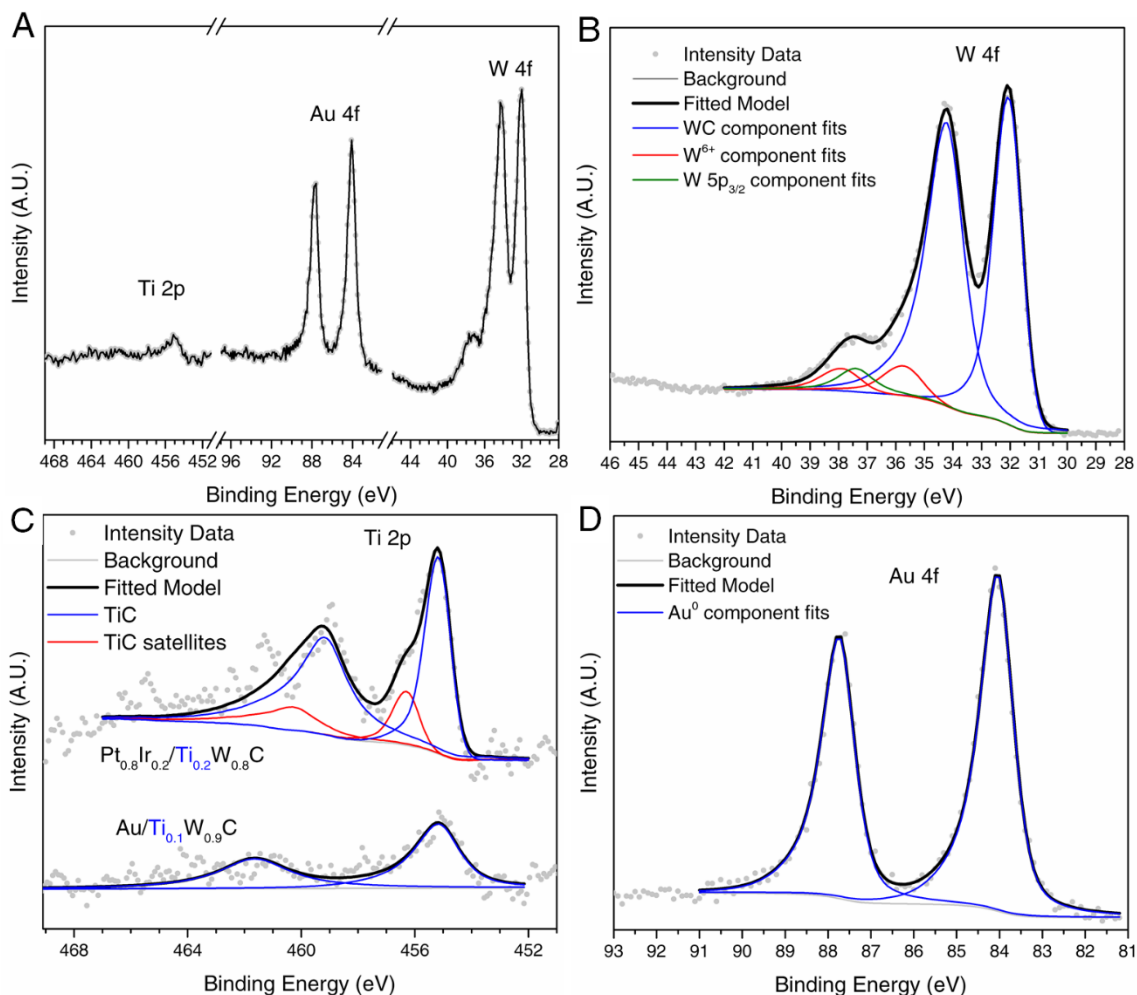 A
Intensity (A.U.)
Ti 2p
Au 4f
W 4f
468 464 460 456 452 96 92 88 84 44 40 36 32 28
Binding Energy (eV)
B
Intensity (A.U.)
Intensity Data
Background
Fitted Model
WC component fits
W⁶⁺ component fits
W 5p₃/₂ component fits
W 4f
46 45 44 43 42 41 40 39 38 37 36 35 34 33 32 31 30 29 28
Binding Energy (eV)
C
Intensity (A.U.)
Intensity Data
Background
Fitted Model
TiC
TiC satellites
Ti 2p
Pt₀.₈Ir₀.₂/Ti₀.₂W₀.₈C
Au/Ti₀.₁W₀.₉C
468 464 460 456 452
Binding Energy (eV)
D
Intensity (A.U.)
Intensity Data
Background
Fitted Model
Au⁰ component fits
Au 4f
93 92 91 90 89 88 87 86 85 84 83 82 81
Binding Energy (eV)